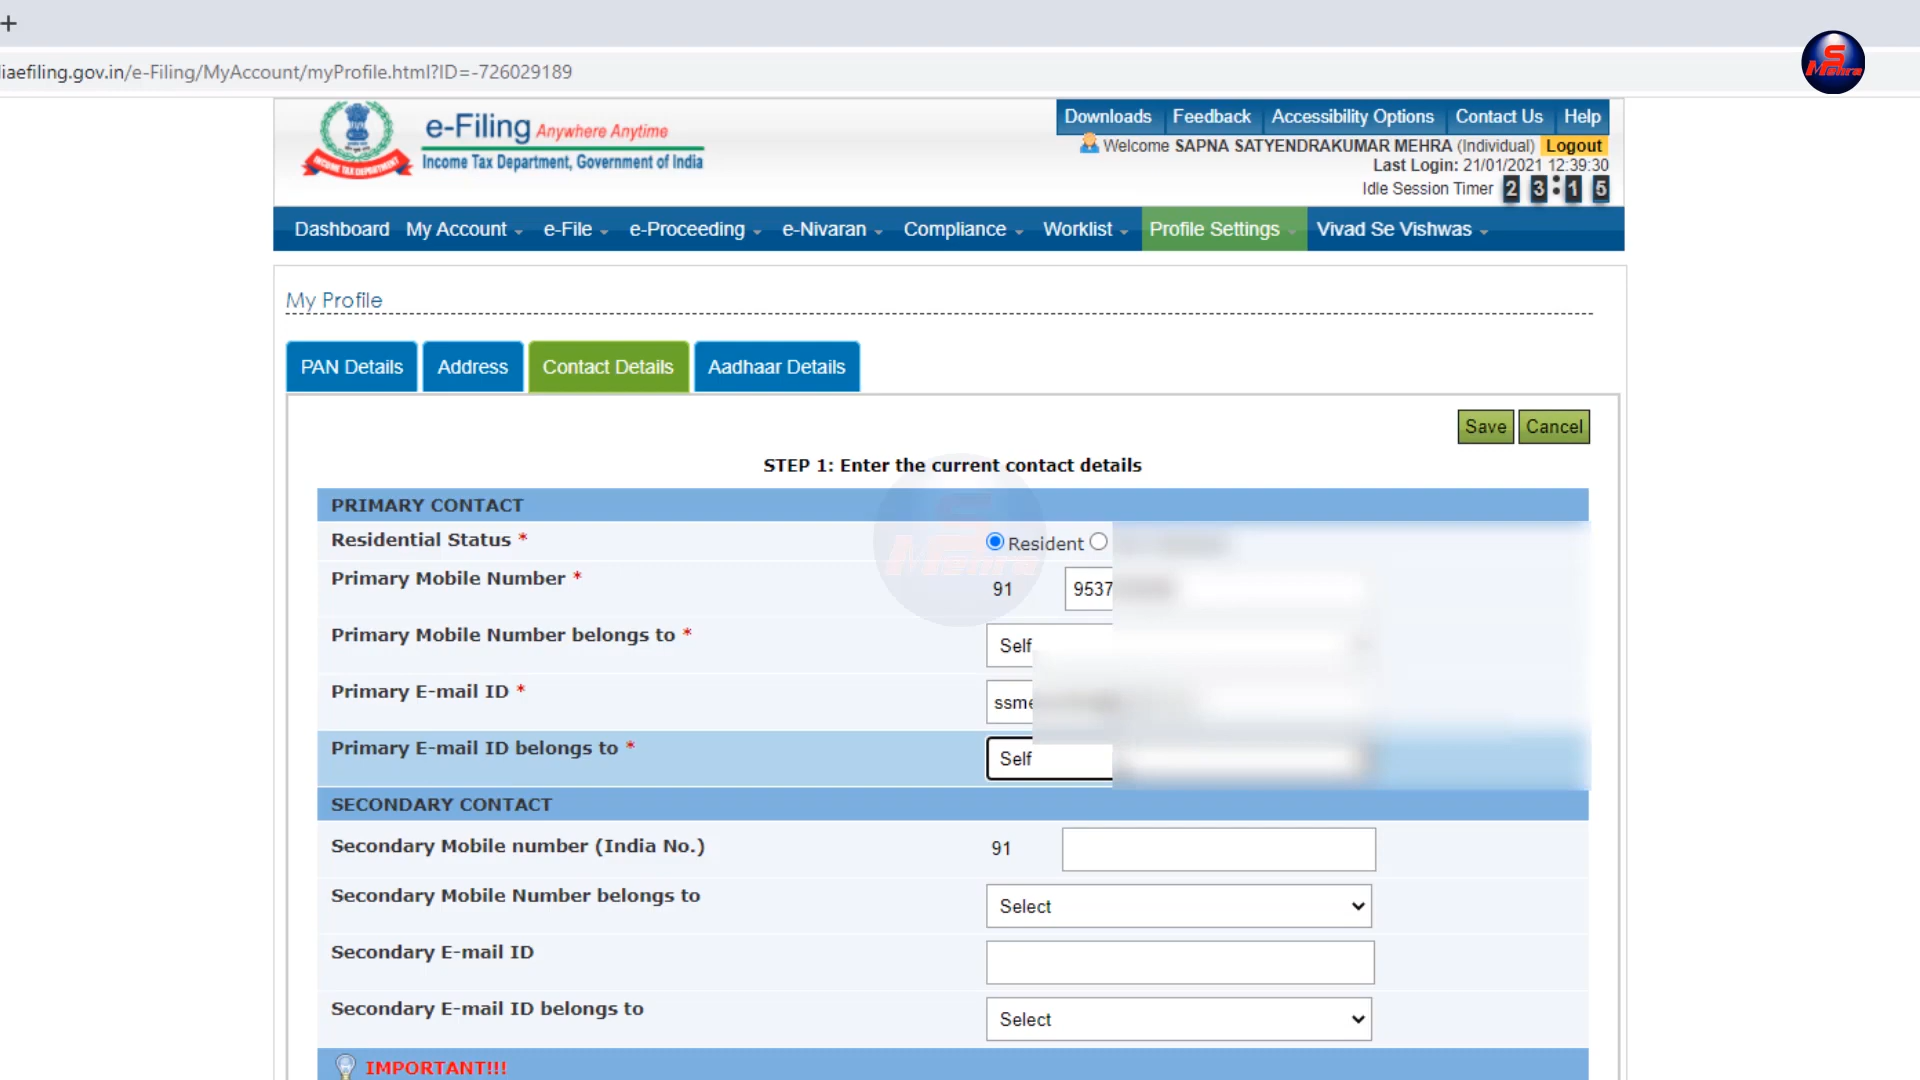 +
iaefiling.gov.in/e-Filing/MyAccount/myProfile.html?ID=-726029189
S
Mehra
e-Filing Anywhere Anytime
Income Tax Department, Government of India
INCOME TAX DEPARTMENT
Downloads Feedback Accessibility Options Contact Us Help
Welcome SAPNA SATYENDRAKUMAR MEHRA (Individual) Logout
Last Login: 21/01/2021 12:39:30
Idle Session Timer 2 3 : 1 5
Dashboard My Account e-File e-Proceeding e-Nivaran Compliance Worklist Profile Settings Vivad Se Vishwas
My Profile
PAN Details Address Contact Details Aadhaar Details
Save Cancel
STEP 1: Enter the current contact details
PRIMARY CONTACT
Residential Status * Resident
Primary Mobile Number * 91 9537
Primary Mobile Number belongs to * Self
Primary E-mail ID * ssme
Primary E-mail ID belongs to * Self
S
Mehra
SECONDARY CONTACT
Secondary Mobile number (India No.) 91
Secondary Mobile Number belongs to Select
Secondary E-mail ID
Secondary E-mail ID belongs to Select
IMPORTANT!!!